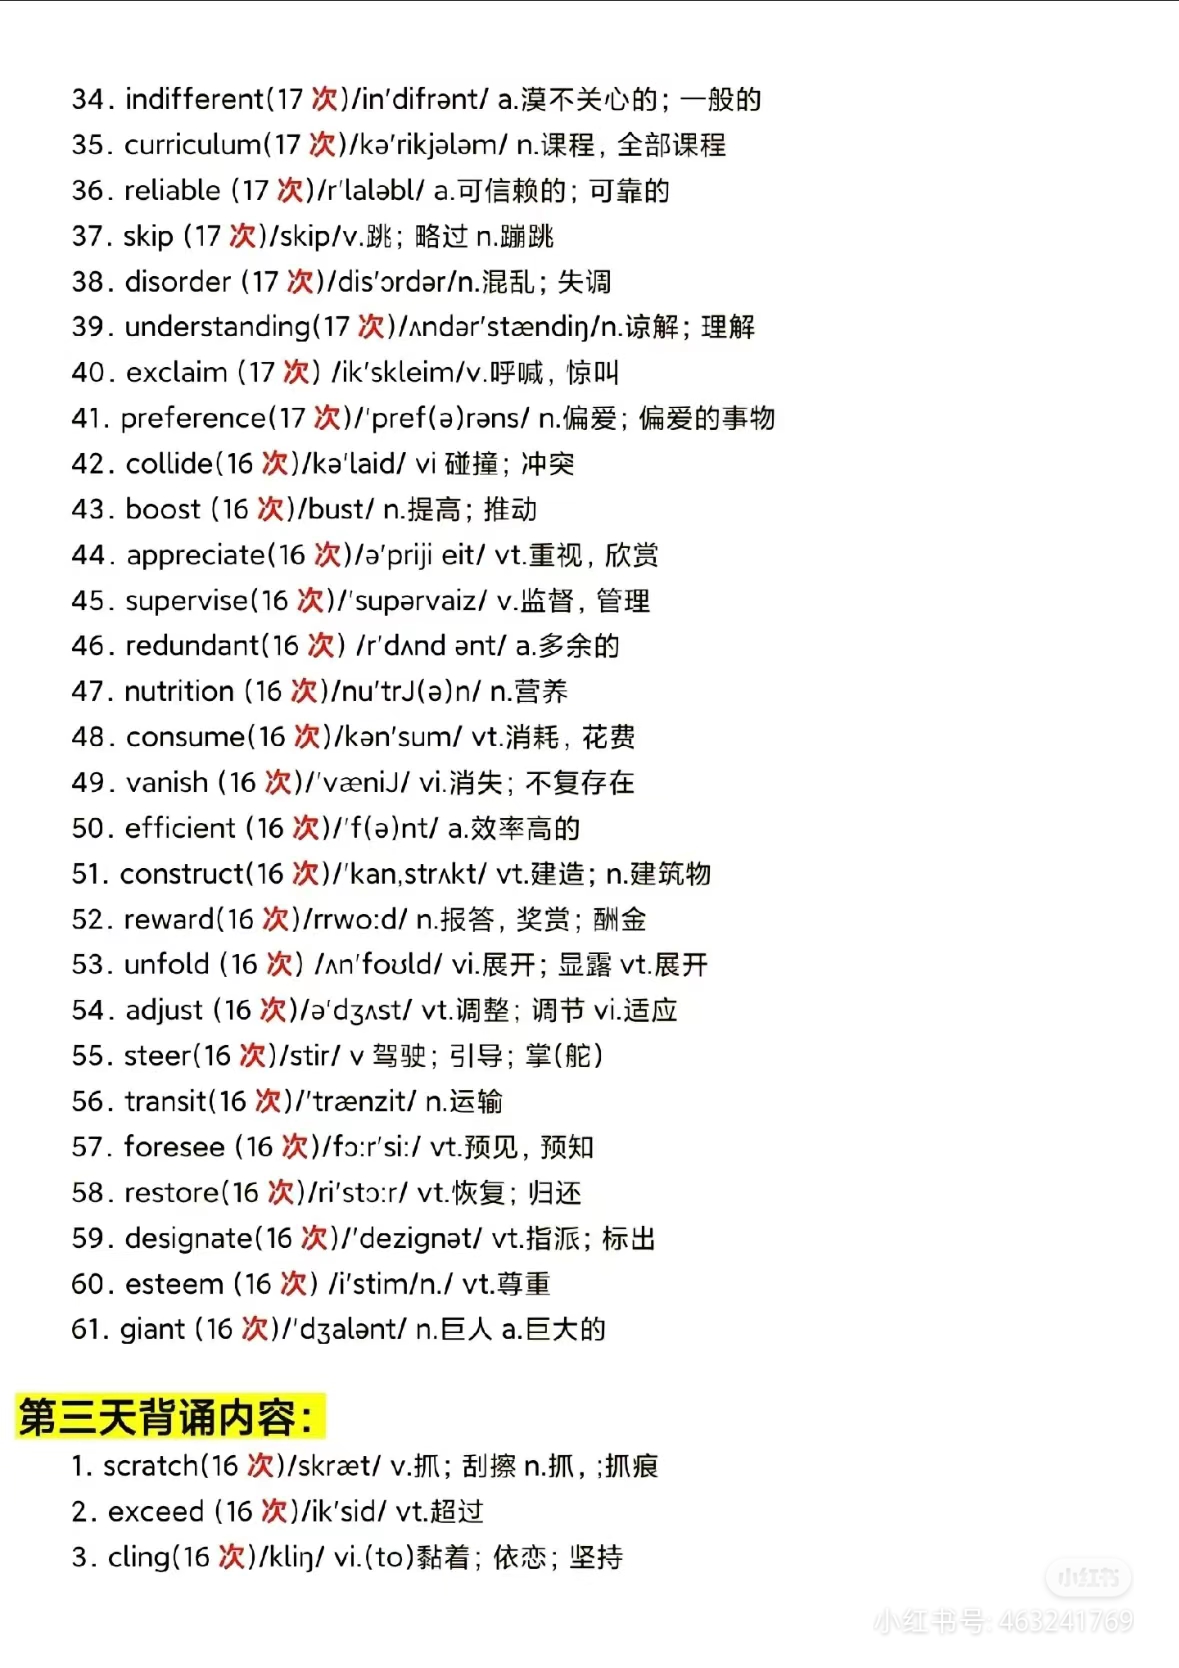 34. indifferent(17 次)/in'difrənt/ a.漠不关心的; 一般的
35. curriculum(17 次)/kə'rikjələm/ n.课程, 全部课程
36. reliable (17 次)/r'laləbl/ a.可信赖的; 可靠的
37. skip (17 次)/skip/v.跳; 略过 n.蹦跳
38. disorder (17 次)/dis'ɔrdər/n.混乱; 失调
39. understanding(17 次)/ʌndər'stændiŋ/n.谅解; 理解
40. exclaim (17 次) /ik'skleim/v.呼喊, 惊叫
41. preference(17 次)/'pref(ə)rəns/ n.偏爱; 偏爱的事物
42. collide(16 次)/kə'laid/ vi 碰撞; 冲突
43. boost (16 次)/bust/ n.提高; 推动
44. appreciate(16 次)/ə'priji eit/ vt.重视, 欣赏
45. supervise(16 次)/'supərvaiz/ v.监督, 管理
46. redundant(16 次) /r'dʌnd ənt/ a.多余的
47. nutrition (16 次)/nu'trJ(ə)n/ n.营养
48. consume(16 次)/kən'sum/ vt.消耗, 花费
49. vanish (16 次)/'væniJ/ vi.消失; 不复存在
50. efficient (16 次)/'f(ə)nt/ a.效率高的
51. construct(16 次)/'kan,strʌkt/ vt.建造; n.建筑物
52. reward(16 次)/rrwo:d/ n.报答, 奖赏; 酬金
53. unfold (16 次) /ʌn'foʊld/ vi.展开; 显露 vt.展开
54. adjust (16 次)/ə'dʒʌst/ vt.调整; 调节 vi.适应
55. steer(16 次)/stir/ v 驾驶; 引导; 掌(舵)
56. transit(16 次)/'trænzit/ n.运输
57. foresee (16 次)/fɔ:r'si:/ vt.预见, 预知
58. restore(16 次)/ri'stɔ:r/ vt.恢复; 归还
59. designate(16 次)/'dezignət/ vt.指派; 标出
60. esteem (16 次) /i'stim/n./ vt.尊重
61. giant (16 次)/'dʒalənt/ n.巨人 a.巨大的
第三天背诵内容:
1. scratch(16 次)/skræt/ v.抓; 刮擦 n.抓, ;抓痕
2. exceed (16 次)/ik'sid/ vt.超过
3. cling(16 次)/kliŋ/ vi.(to)黏着; 依恋; 坚持
小红书
小红书号: 463241769